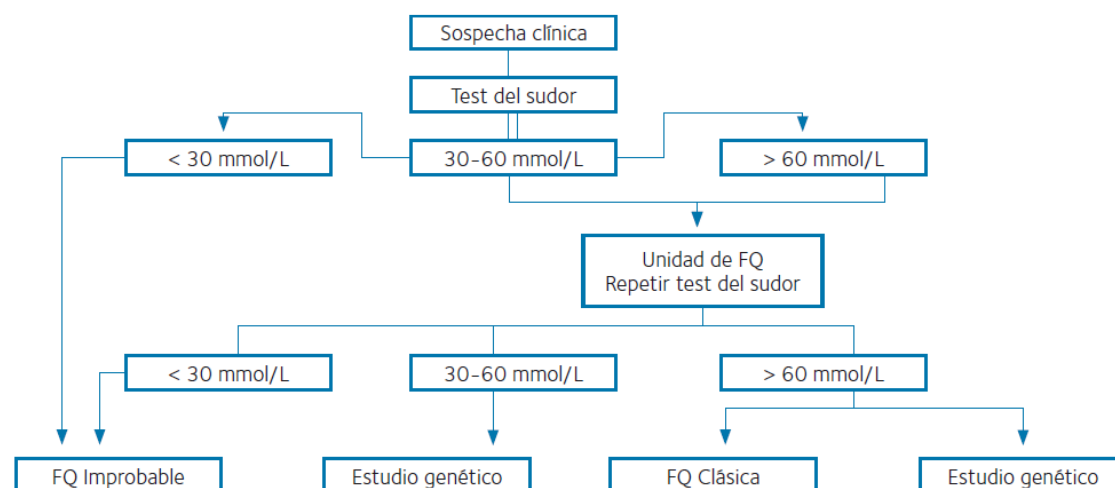 Sospecha clínica
Test del sudor
< 30 mmol/L
30-60 mmol/L
> 60 mmol/L
Unidad de FQ
Repetir test del sudor
< 30 mmol/L
30-60 mmol/L
> 60 mmol/L
FQ Improbable
Estudio genético
FQ Clásica
Estudio genético